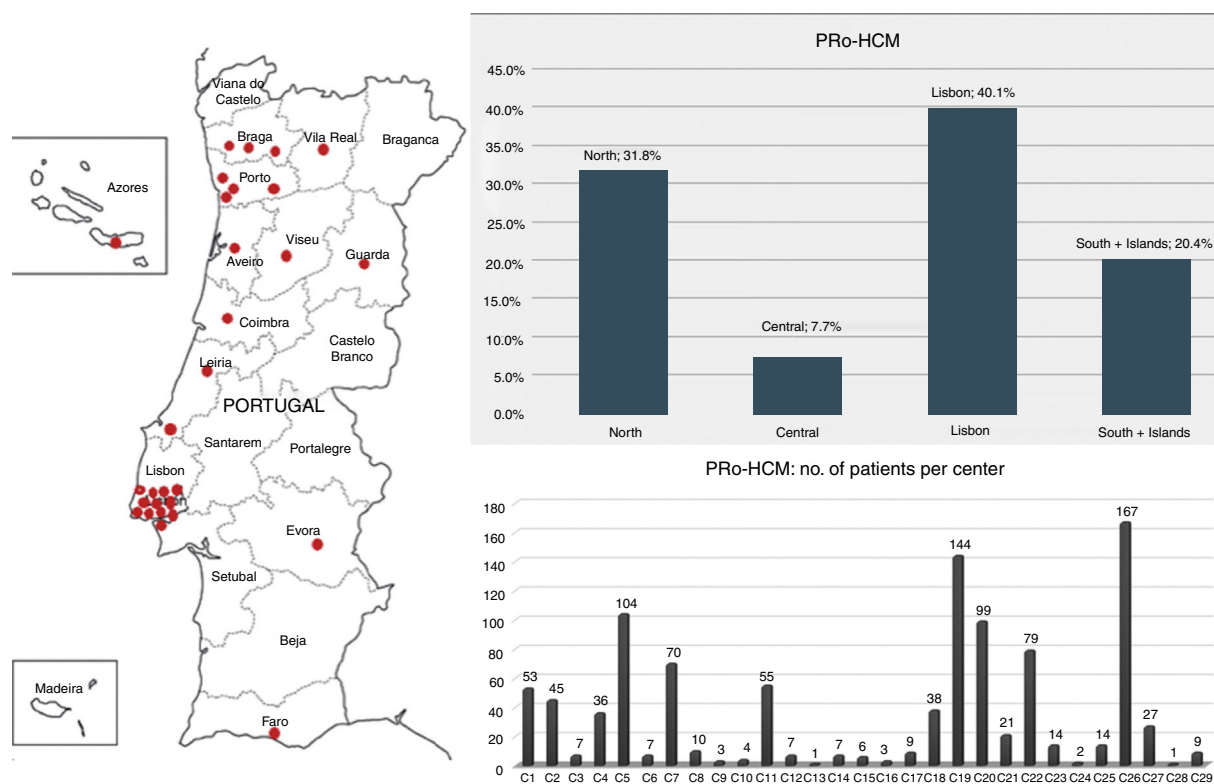 Viana do
Castelo
Braga
Vila Real
Braganca
Porto
Azores
Viseu
Aveiro
Guarda
Coimbra
Castelo
Branco
Leiria
PORTUGAL
Santarem
Portalegre
Lisbon
Evora
Setubal
Beja
Madeira
Faro
PRo-HCM
45.0%
40.0%
35.0%
30.0%
25.0%
20.0%
15.0%
10.0%
5.0%
0.0%
North; 31.8%
Central; 7.7%
Lisbon; 40.1%
South + Islands; 20.4%
North Central Lisbon South + Islands
PRo-HCM: no. of patients per center
180
160
140
120
100
80
60
40
20
0
53 45 7 36 104 7 70 10 3 4 55 7 1 7 6 3 9 38 144 99 21 79 14 2 14 167 27 1 9
C1 C2 C3 C4 C5 C6 C7 C8 C9 C10 C11 C12 C13 C14 C15 C16 C17 C18 C19 C20 C21 C22 C23 C24 C25 C26 C27 C28 C29